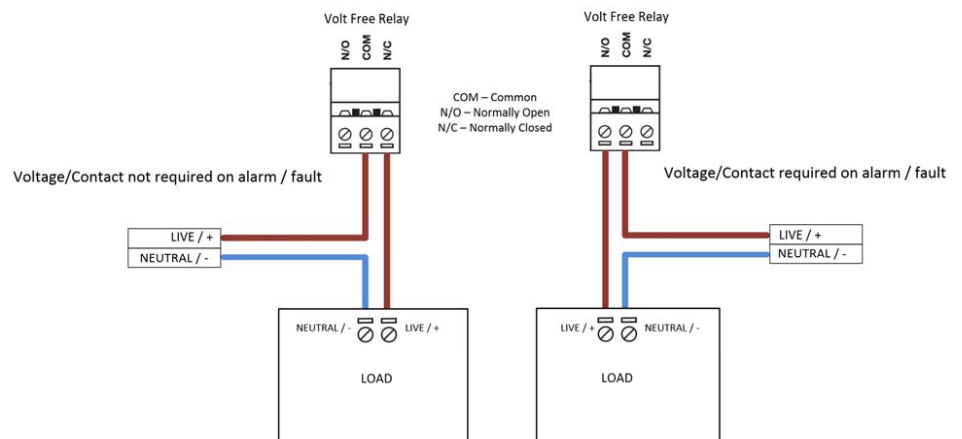 Volt Free Relay
N/O
COM
N/C
Voltage/Contact not required on alarm / fault
LIVE / +
NEUTRAL / -
NEUTRAL / -
LIVE / +
LOAD
COM – Common
N/O – Normally Open
N/C – Normally Closed
Volt Free Relay
N/O
COM
N/C
Voltage/Contact required on alarm / fault
LIVE / +
NEUTRAL / -
LIVE / +
NEUTRAL / -
LOAD